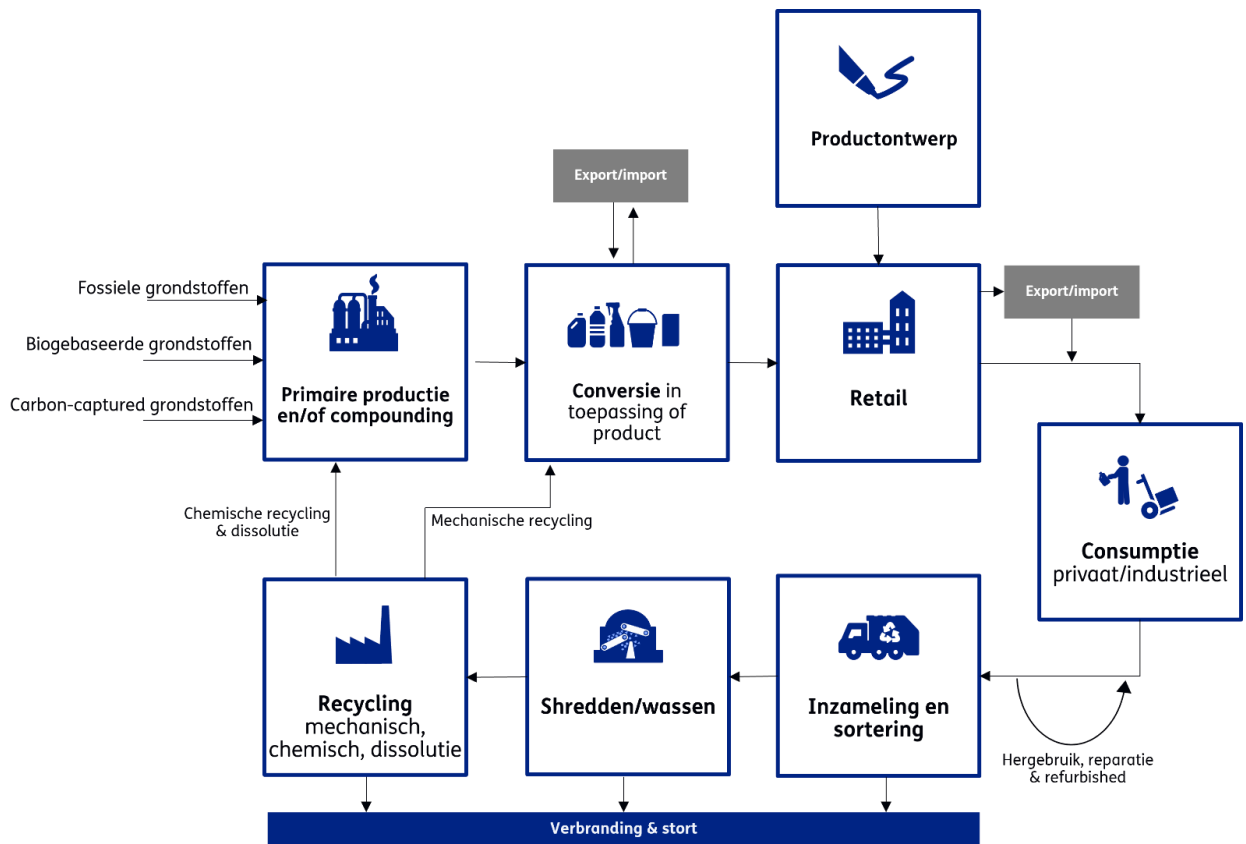 Productontwerp
Export/import
Export/import
Fossiele grondstoffen
Biogebaseerde grondstoffen
Carbon-captured grondstoffen
Primaire productie
en/of compounding
Conversie in
toepassing of
product
Retail
Consumptie
privaat/industrieel
Chemische recycling
& dissolutie
Mechanische recycling
Recycling
mechanisch,
chemisch, dissolutie
Shredden/wassen
Inzameling en
sortering
Hergebruik, reparatie
& refurbished
Verbranding & stort